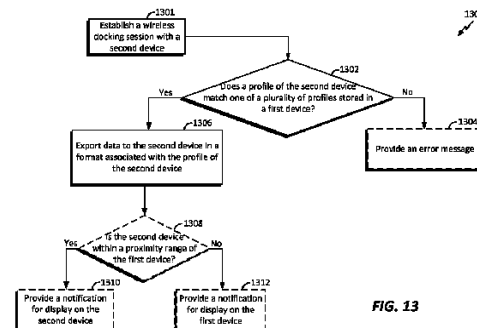 1301
130
Establish a wireless
docking session with a
second device
1302
Does a profile of the second device
match one of a plurality of profiles stored in
a first device?
Yes
No
1306
1304
Export data to the second device in a
format associated with the profile of
the second device
Provide an error message
1308
Is the second device
within a proximity range of
the first device?
Yes
No
1310
1312
Provide a notification
for display on the
second device
Provide a notification
for display on the
first device
FIG. 13